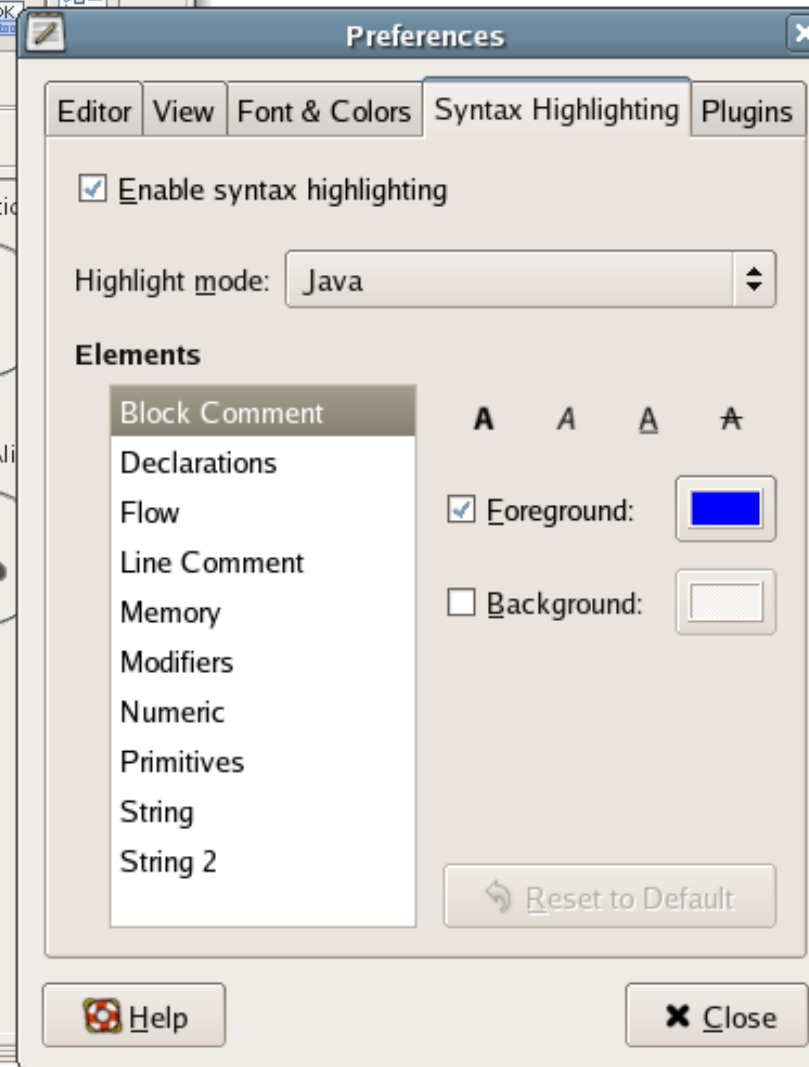 OK
Preferences
Editor View Font & Colors Syntax Highlighting Plugins
Enable syntax highlighting
Highlight mode: Java
Elements
Block Comment
Declarations
Flow
Line Comment
Memory
Modifiers
Numeric
Primitives
String
String 2
A A A A
Foreground:
Background:
Reset to Default
Help
Close